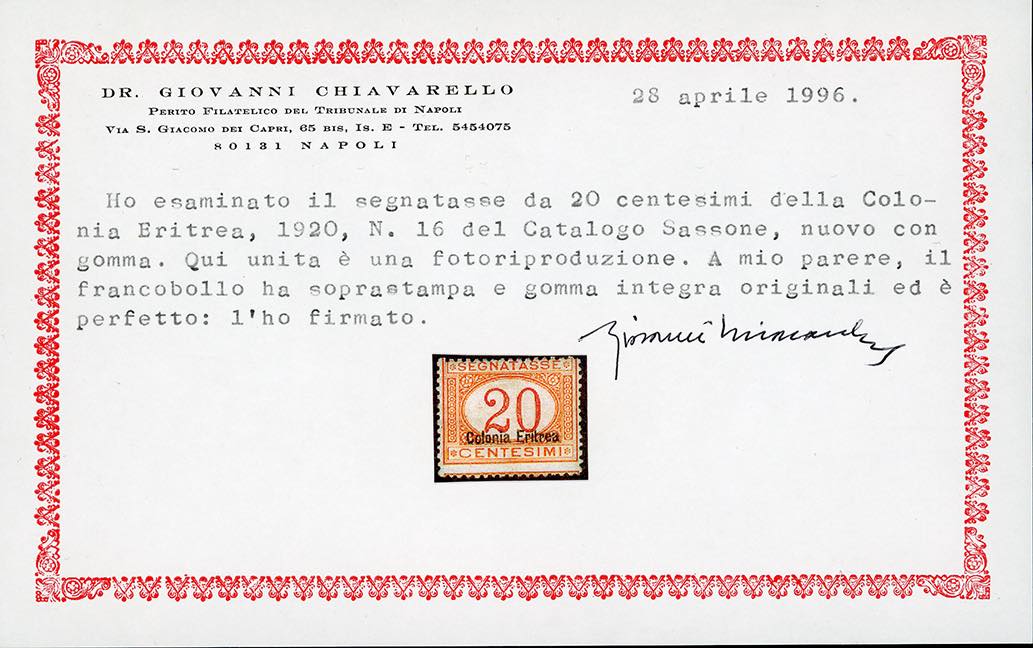 DR. GIOVANNI CHIAVARELLO
PERITO FILATELICO DEL TRIBUNALE DI NAPOLI
VIA S. GIACOMO DEI CAPRI, 65 BIS, IS. E - TEL. 5454075
80131 NAPOLI
28 aprile 1996.
Ho esaminato il segnatasse da 20 centesimi della Colo-
nia Eritrea, 1920, N. 16 del Catalogo Sassone, nuovo con
gomma. Qui unita è una fotoriproduzione. A mio parere, il
francobollo ha soprastampa e gomma integra originali ed è
perfetto: l'ho firmato.
SEGNATASSE
20
Colonia Eritrea
CENTESIMI